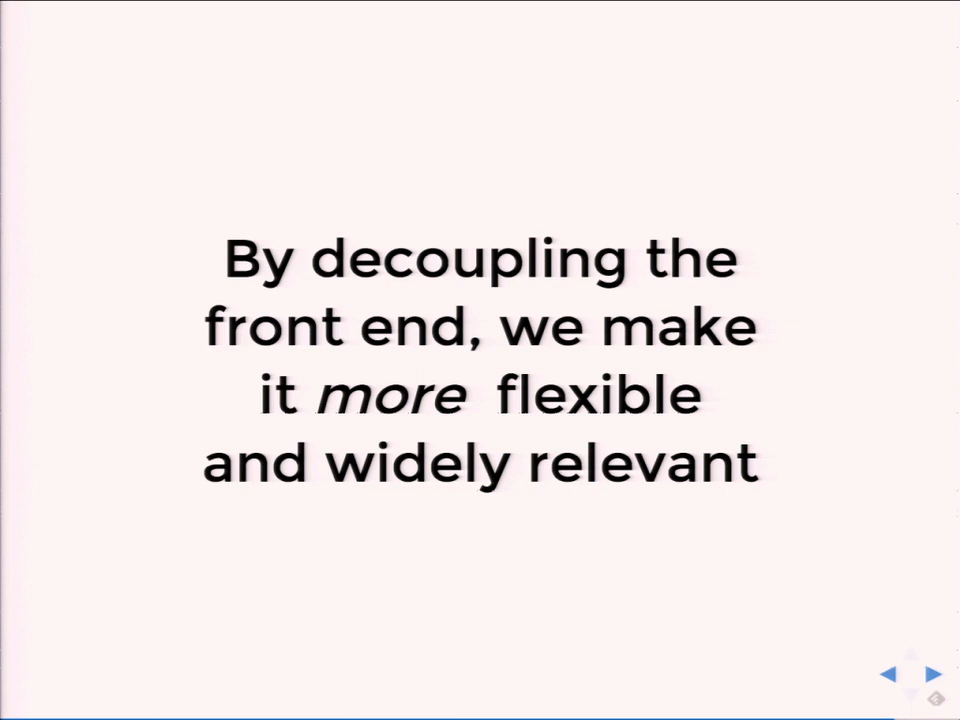 By decoupling the
front end, we make
it more flexible
and widely relevant